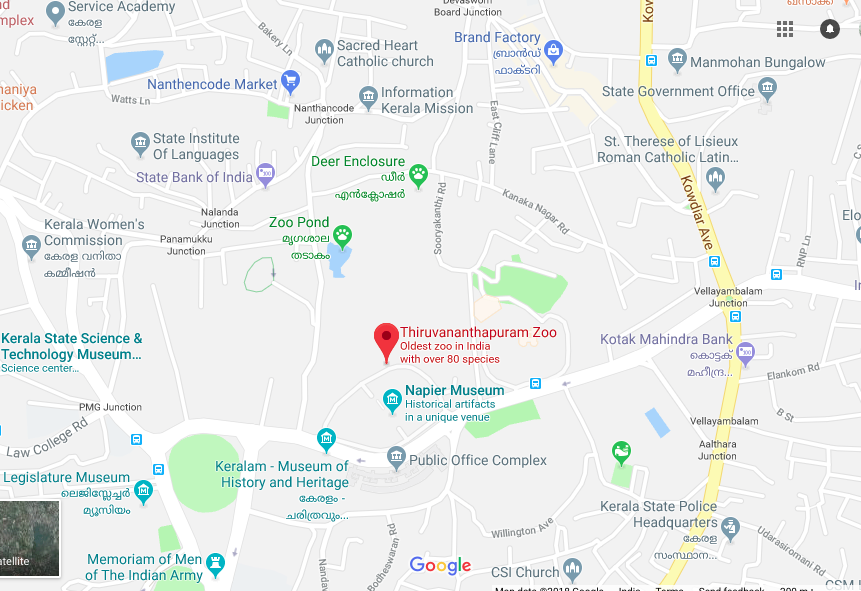 Service Academy
കേരള
സ്റ്റേറ്റ്...
Devaswom
Board Junction
Kow
Bakery Ln
Sacred Heart
Catholic church
Brand Factory
ബ്രാൻഡ്
ഫാക്ടറി
Manmohan Bungalow
Nanthencode Market
Watts Ln
Information
Kerala Mission
State Government Office
Nanthancode
Junction
East Cliff Lane
State Institute
Of Languages
St. Therese of Lisieux
Roman Catholic Latin...
Deer Enclosure
ഡീർ
എൻക്ലോഷർ
State Bank of India
Kanaka Nagar Rd
Kowdiar Ave
Sooryakanthi Rd
Nalanda
Junction
Zoo Pond
മൃഗശാല
തടാകം
Kerala Women's
Commission
കേരള വനിതാ
കമ്മീഷൻ
Panamukku
Junction
RNP Ln
Vellayambalam
Junction
Kerala State Science &
Technology Museum...
Science center...
Thiruvananthapuram Zoo
Oldest zoo in India
with over 80 species
Kotak Mahindra Bank
കൊട്ടക്
മഹീന്ദ്ര...
Elankom Rd
Napier Museum
Historical artifacts
in a unique venue
PMG Junction
B St
Law College Rd
Vellayambalam
Aalthara
Junction
Keralam - Museum of
History and Heritage
കേരളം -
ചരിത്രവും...
Public Office Complex
Legislature Museum
ലെജിസ്ലേച്ചർ
മ്യൂസിയം
Kerala State Police
Headquarters
കേരള
സംസ്ഥാന...
Willington Ave
Udarasiromani Rd
Bodheswaran Rd
Memoriam of Men
of The Indian Army
Google
CSI Church
Map data ©2018 Google India Terms Send feedback 200 m